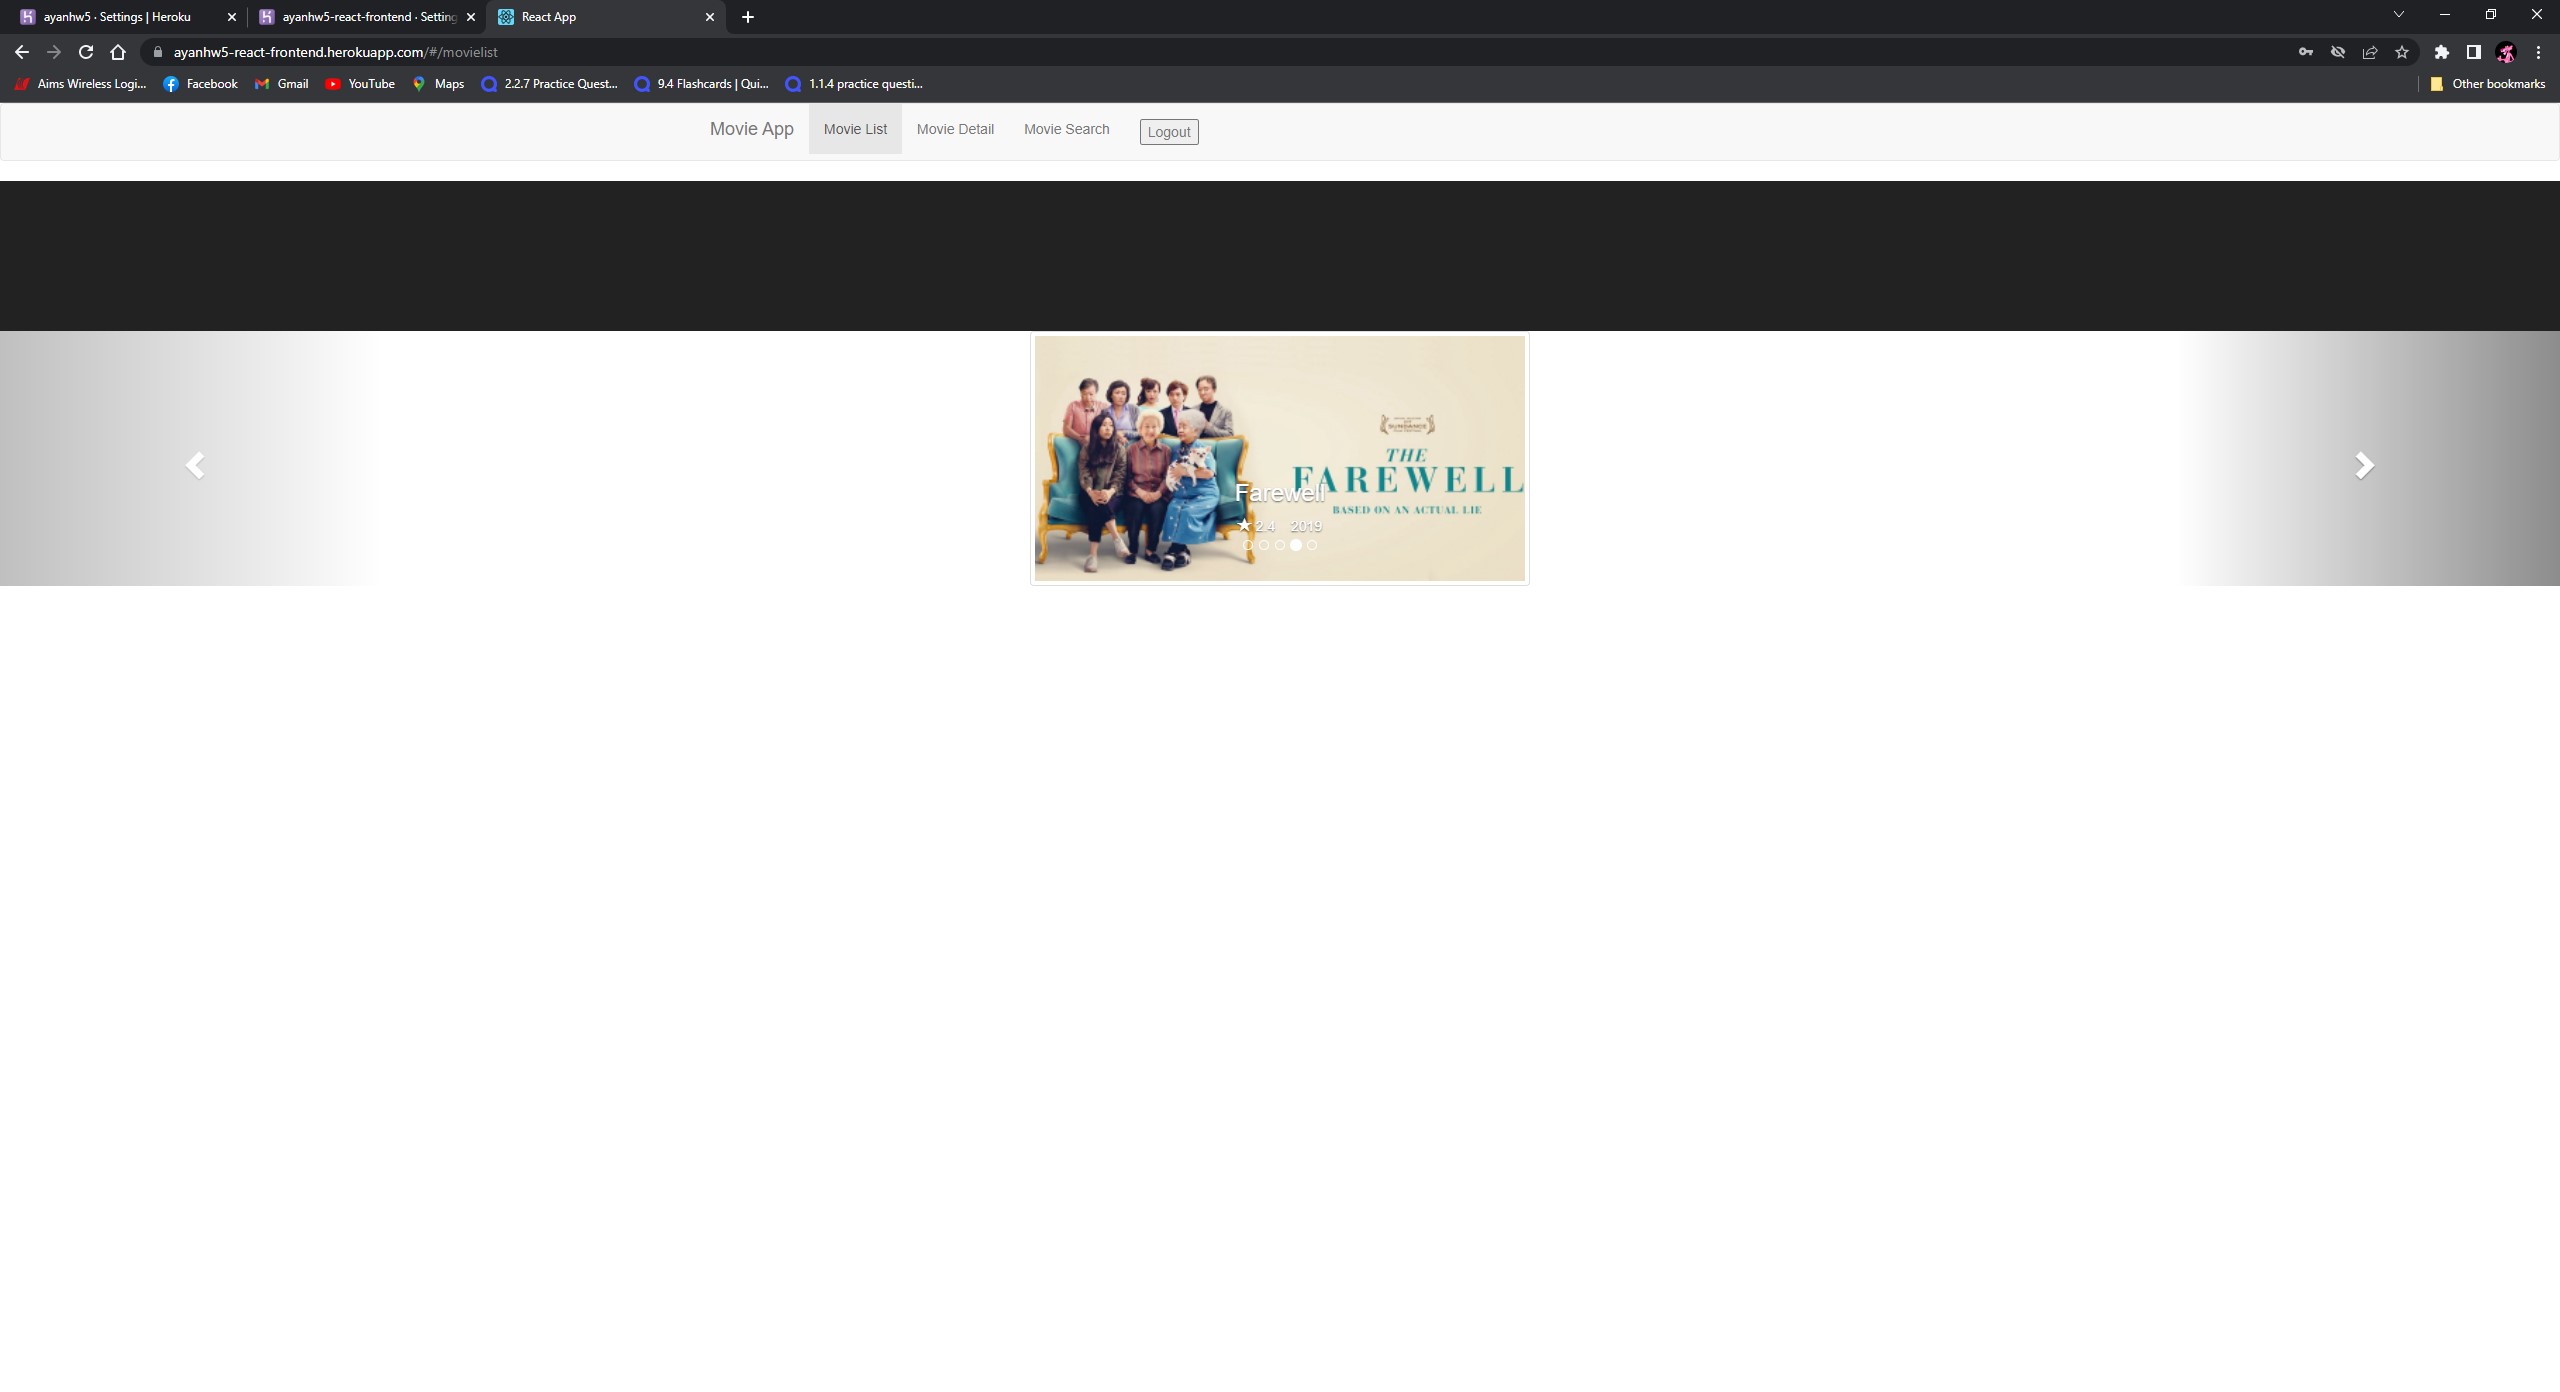 ayanhw5 · Settings | Heroku
ayanhw5-react-frontend · Setting
React App
ayanhw5-react-frontend.herokuapp.com/#/movielist
Aims Wireless Logi...
Facebook
Gmail
YouTube
Maps
2.2.7 Practice Quest...
9.4 Flashcards | Qui...
1.1.4 practice questi...
Other bookmarks
Movie App
Movie List
Movie Detail
Movie Search
Logout
SUNDANCE
THE
FAREWELL
BASED ON AN ACTUAL LIE
Farewell
★ 2.4 2019